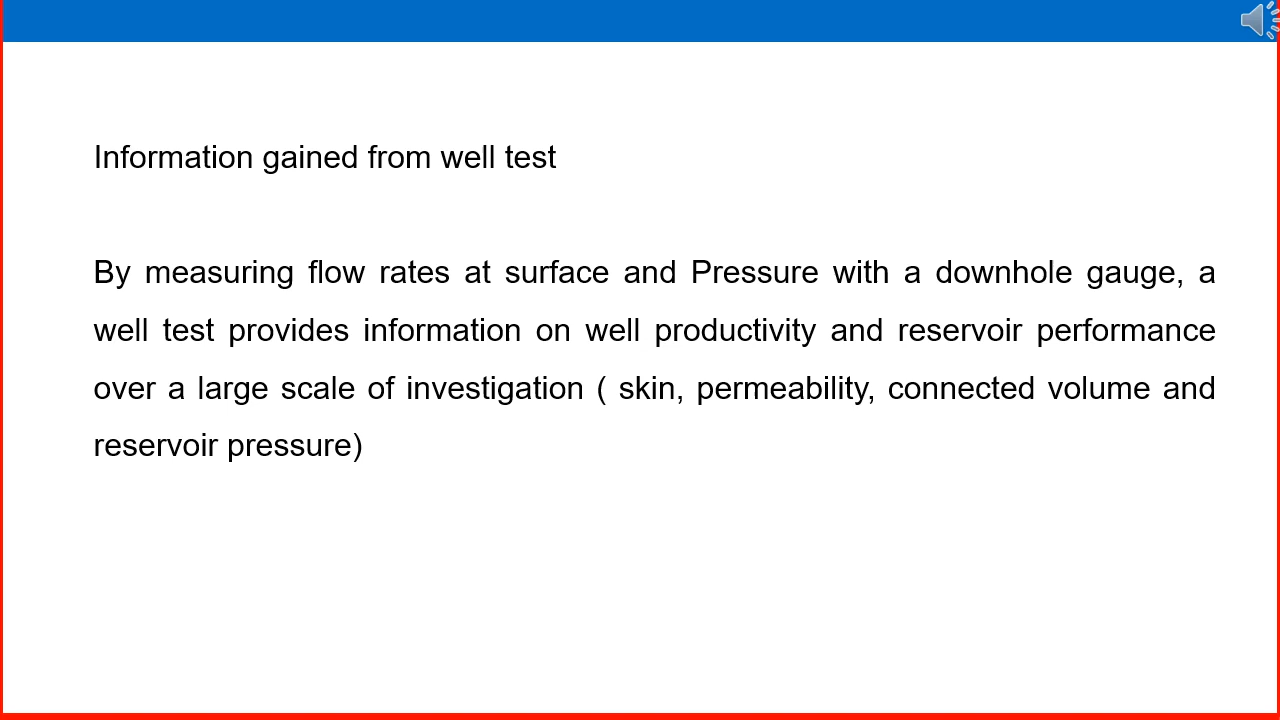 Information gained from well test
By measuring flow rates at surface and Pressure with a downhole gauge, a
well test provides information on well productivity and reservoir performance
over a large scale of investigation ( skin, permeability, connected volume and
reservoir pressure)